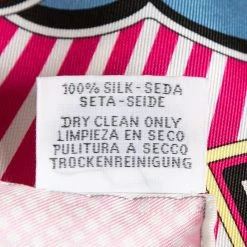 100% SILK-SEDA
SETA-SEIDE
DRY CLEAN ONLY
LIMPIEZA EN SECO
PULITURA A SECCO
TROCKENREINIGUNG